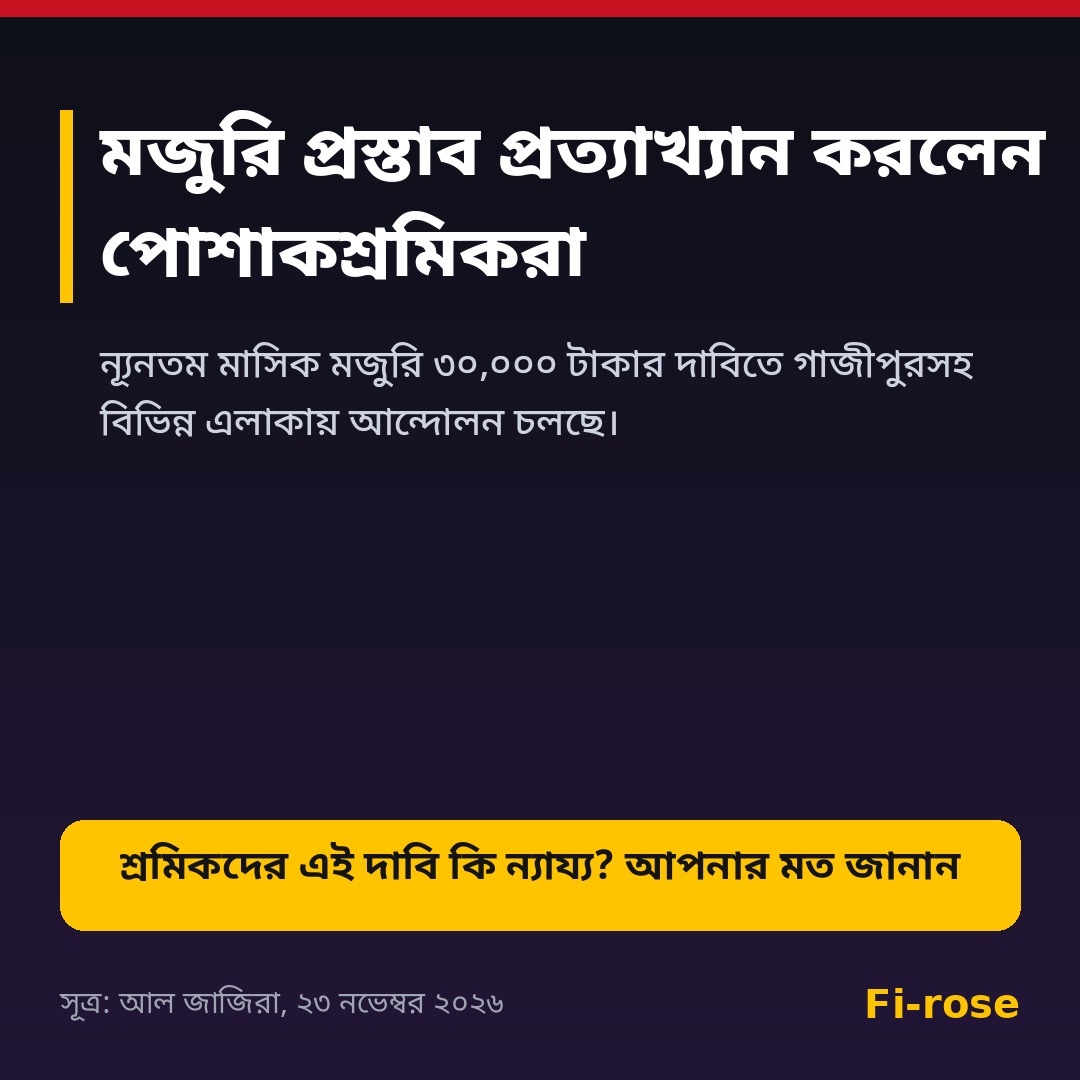 মজুরি প্রস্তাব প্রত্যাখ্যান করলেন
পোশাকশ্রমিকরা
ন্যূনতম মাসিক মজুরি ৩০,০০০ টাকার দাবিতে গাজীপুরসহ
বিভিন্ন এলাকায় আন্দোলন চলছে।
শ্রমিকদের এই দাবি কি ন্যায্য? আপনার মত জানান
সূত্র: আল জাজিরা, ২৩ নভেম্বর ২০২৬
Fi-rose